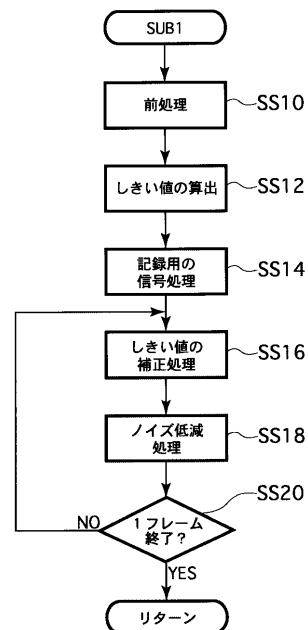 SUB1
前処理
SS10
しきい値の算出
SS12
記録用の
信号処理
SS14
しきい値の
補正処理
SS16
ノイズ低減
処理
SS18
SS20
1フレーム
終了?
NO
YES
リターン